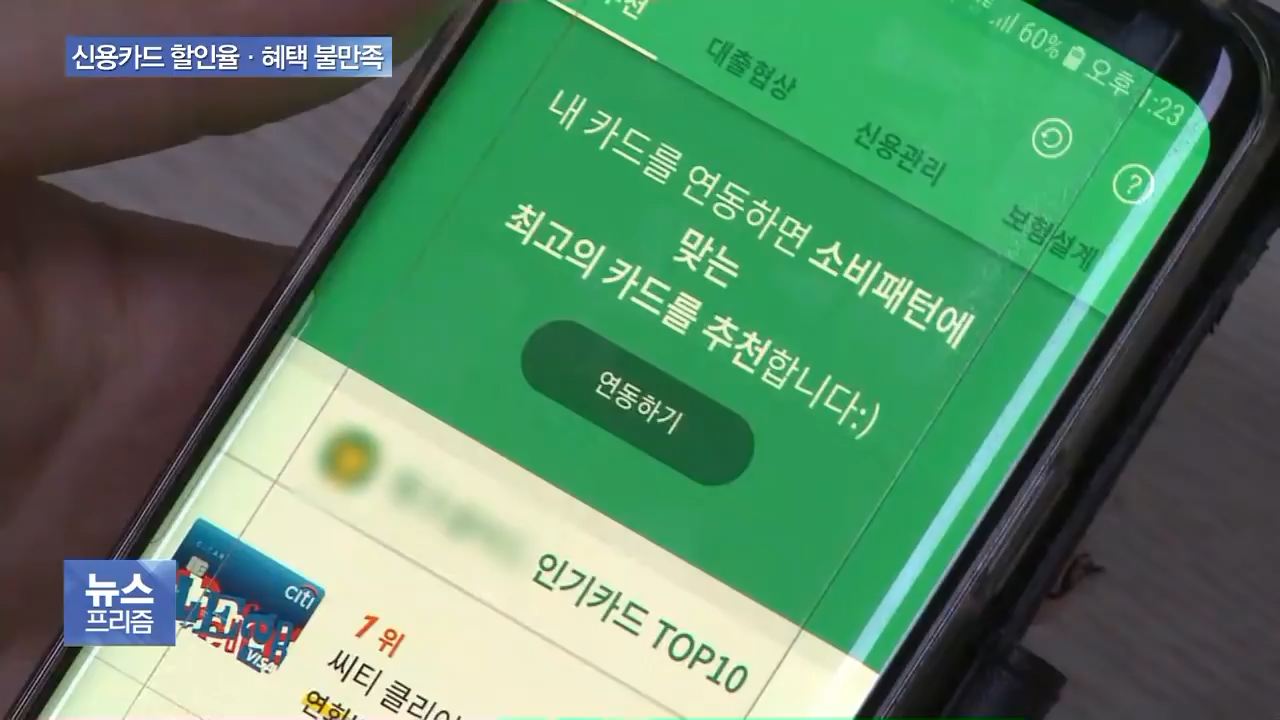 신용카드 할인율·혜택 불만족
60% 오후 1:23
대출협상
신용관리
보험설계
내 카드를 연동하면 소비패턴에
맞는
최고의 카드를 추천합니다:)
연동하기
인기카드 TOP10
citi
VISA
1위
씨티 클리어
뉴스
프리즘